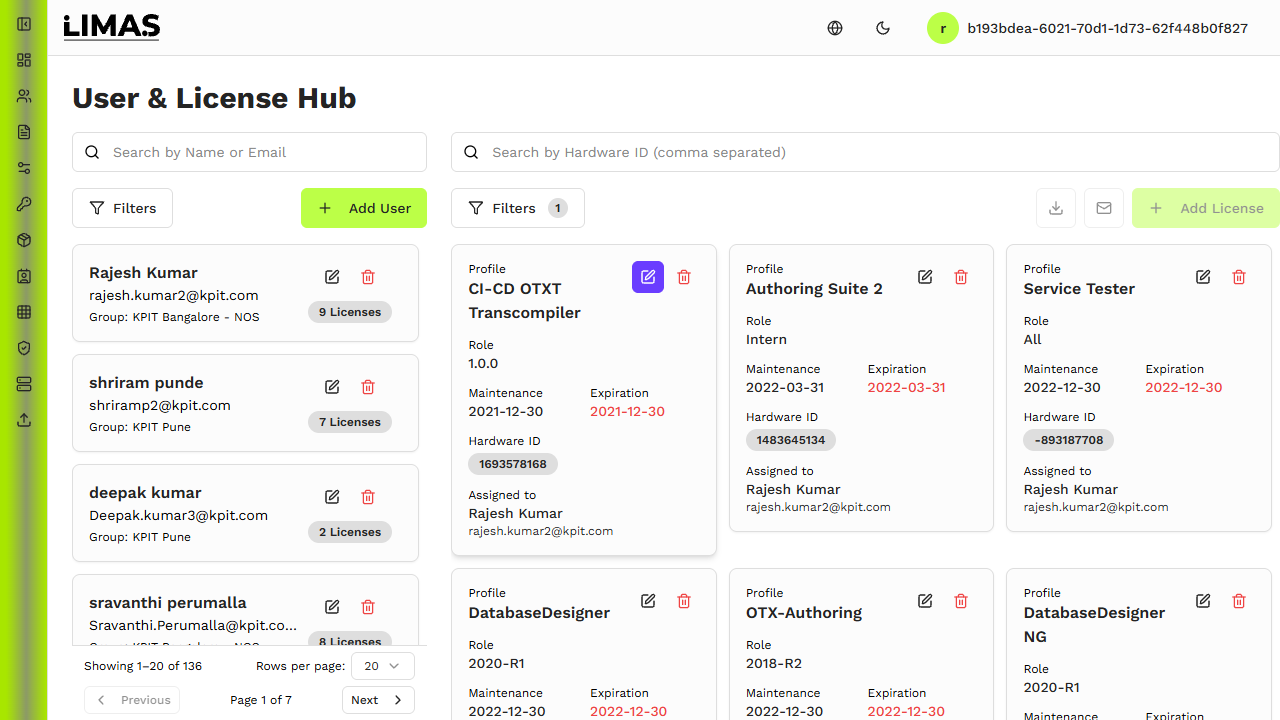 LIMAS
r
b193bdea-6021-70d1-1d73-62f448b0f827
User & License Hub
Search by Name or Email
Search by Hardware ID (comma separated)
Filters
Add User
Filters 1
Add License
Rajesh Kumar
rajesh.kumar2@kpit.com
Group: KPIT Bangalore - NOS
9 Licenses
shriram punde
shriramp2@kpit.com
Group: KPIT Pune
7 Licenses
deepak kumar
Deepak.kumar3@kpit.com
Group: KPIT Pune
2 Licenses
sravanthi perumalla
Sravanthi.Perumalla@kpit.co...
8 Licenses
Showing 1–20 of 136
Rows per page: 20
Previous
Page 1 of 7
Next
Profile
CI-CD OTXT
Transcompiler
Role
1.0.0
Maintenance
2021-12-30
Expiration
2021-12-30
Hardware ID
1693578168
Assigned to
Rajesh Kumar
rajesh.kumar2@kpit.com
Profile
Authoring Suite 2
Role
Intern
Maintenance
2022-03-31
Expiration
2022-03-31
Hardware ID
1483645134
Assigned to
Rajesh Kumar
rajesh.kumar2@kpit.com
Profile
Service Tester
Role
All
Maintenance
2022-12-30
Expiration
2022-12-30
Hardware ID
-893187708
Assigned to
Rajesh Kumar
rajesh.kumar2@kpit.com
Profile
DatabaseDesigner
Role
2020-R1
Maintenance
2022-12-30
Expiration
2022-12-30
Profile
OTX-Authoring
Role
2018-R2
Maintenance
2022-12-30
Expiration
2022-12-30
Profile
DatabaseDesigner
NG
Role
2020-R1
Maintenance
Expiration